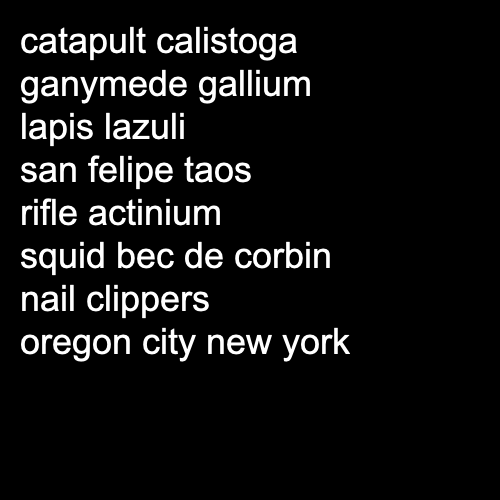 catapult calistoga
ganymede gallium
lapis lazuli
san felipe taos
rifle actinium
squid bec de corbin
nail clippers
oregon city new york